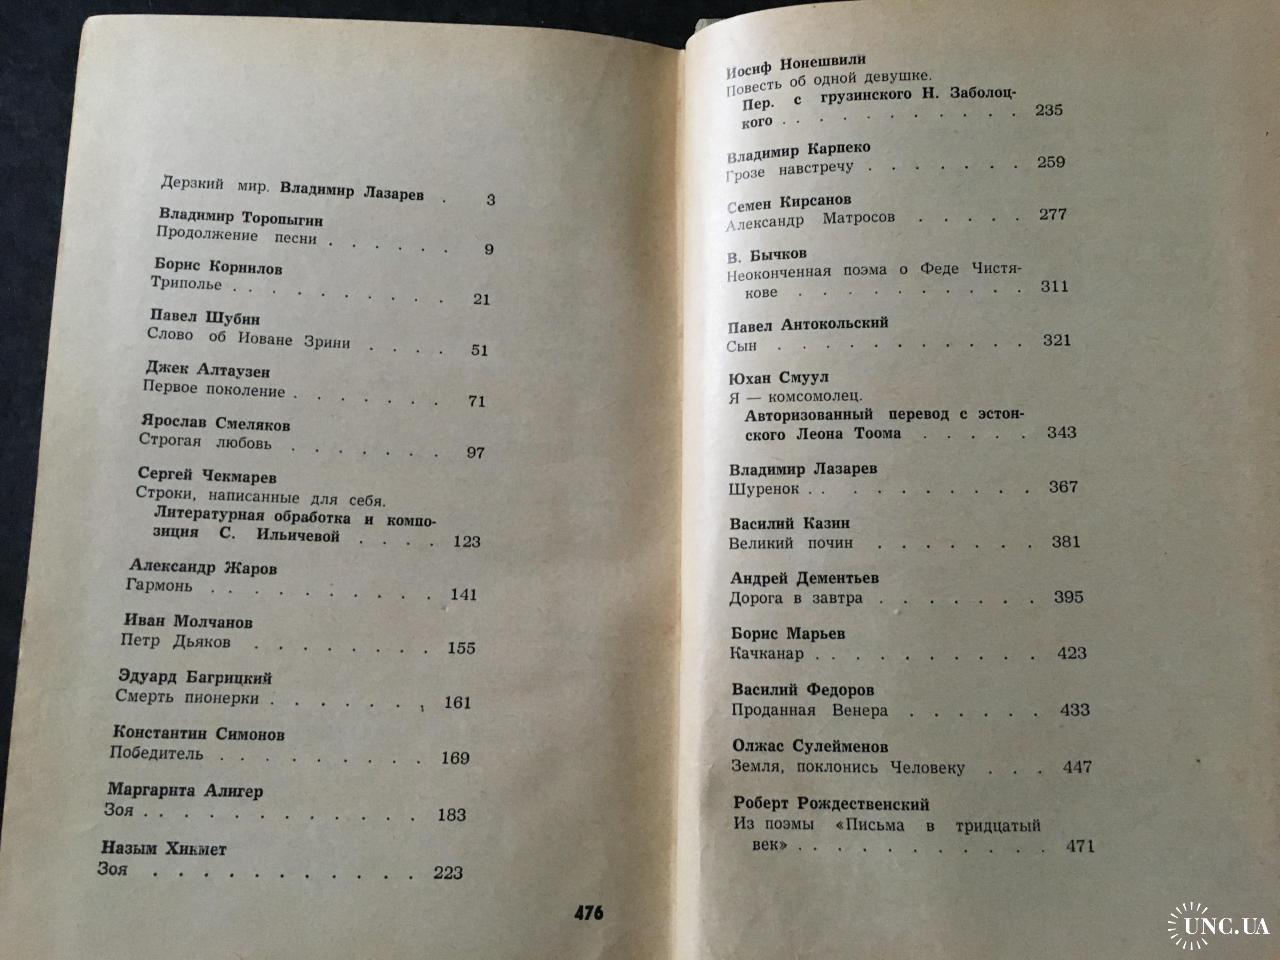 Дерзкий мир. Владимир Лазарев . 3
Владимир Торопыгин
Продолжение песни . . . . . . 9
Борис Корнилов
Триполье . . . . . . . . . . 21
Павел Шубин
Слово об Иоване Зрини . . . . 51
Джек Алтаузен
Первое поколение . . . . . . 71
Ярослав Смеляков
Строгая любовь . . . . . . . 97
Сергей Чекмарев
Строки, написанные для себя.
Литературная обработка и компо-
зиция С. Ильичевой . . . . 123
Александр Жаров
Гармонь . . . . . . . . . . 141
Иван Молчанов
Петр Дьяков . . . . . . . . 155
Эдуард Багрицкий
Смерть пионерки . . . . . . . 161
Константин Симонов
Победитель . . . . . . . . . 169
Маргарита Алигер
Зоя . . . . . . . . . . . . 183
Назым Хикмет
Зоя . . . . . . . . . . . 223
476
Иосиф Нонешвили
Повесть об одной девушке.
Пер. с грузинского Н. Заболоц-
кого . . . . . . . . . . 235
Владимир Карпеко
Грозе навстречу . . . . . . . 259
Семен Кирсанов
Александр Матросов . . . . . 277
В. Бычков
Неоконченная поэма о Феде Чистя-
кове . . . . . . . . . . 311
Павел Антокольский
Сын . . . . . . . . . . . 321
Юхан Смуул
Я — комсомолец.
Авторизованный перевод с эстон-
ского Леона Тоома . . . . . 343
Владимир Лазарев
Шуренок . . . . . . . . . . 367
Василий Казин
Великий почин . . . . . . . 381
Андрей Дементьев
Дорога в завтра . . . . . . . 395
Борис Марьев
Качканар . . . . . . . . . . 423
Василий Федоров
Проданная Венера . . . . . . 433
Олжас Сулейменов
Земля, поклонись Человеку . . . 447
Роберт Рождественский
Из поэмы «Письма в тридцатый
век» . . . . . . . . . . . 471
UNC.UA